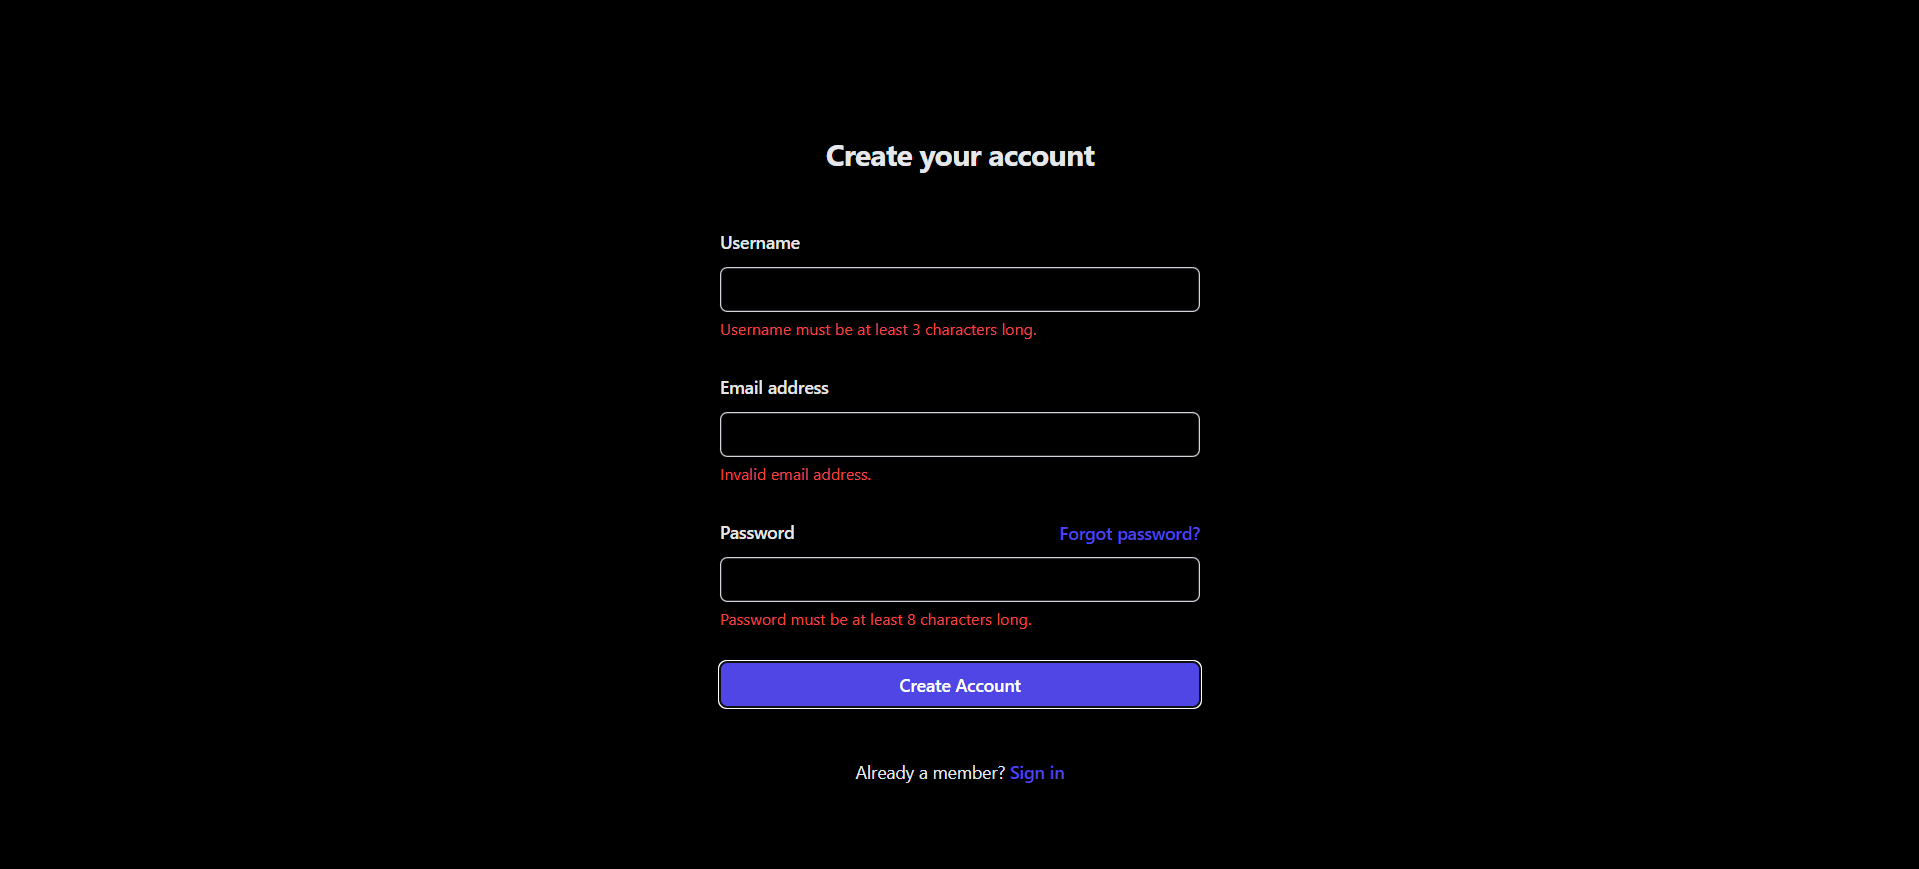 Create your account
Username
Username must be at least 3 characters long.
Email address
Invalid email address.
Password Forgot password?
Password must be at least 8 characters long.
Create Account
Already a member? Sign in